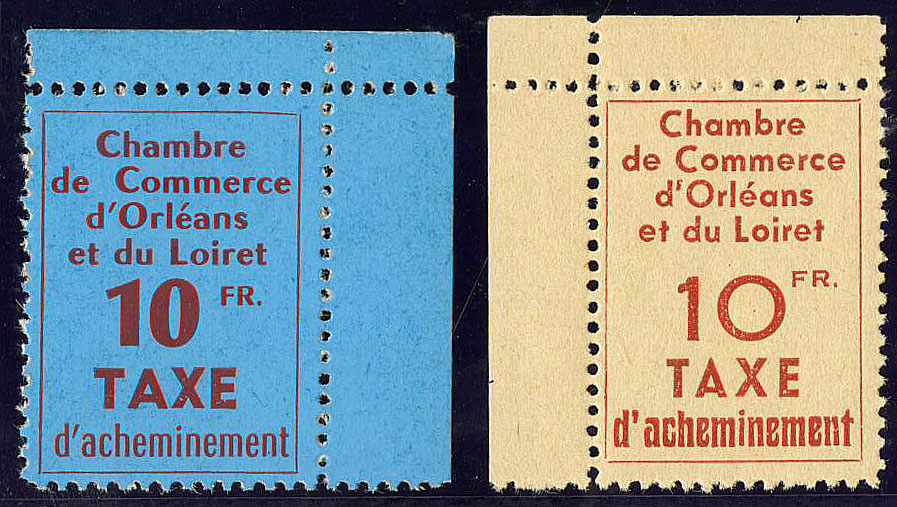 Chambre
de Commerce
d'Orléans
et du Loiret
10 FR.
TAXE
d'acheminement
Chambre
de Commerce
d'Orléans
et du Loiret
10 FR.
TAXE
d'acheminement